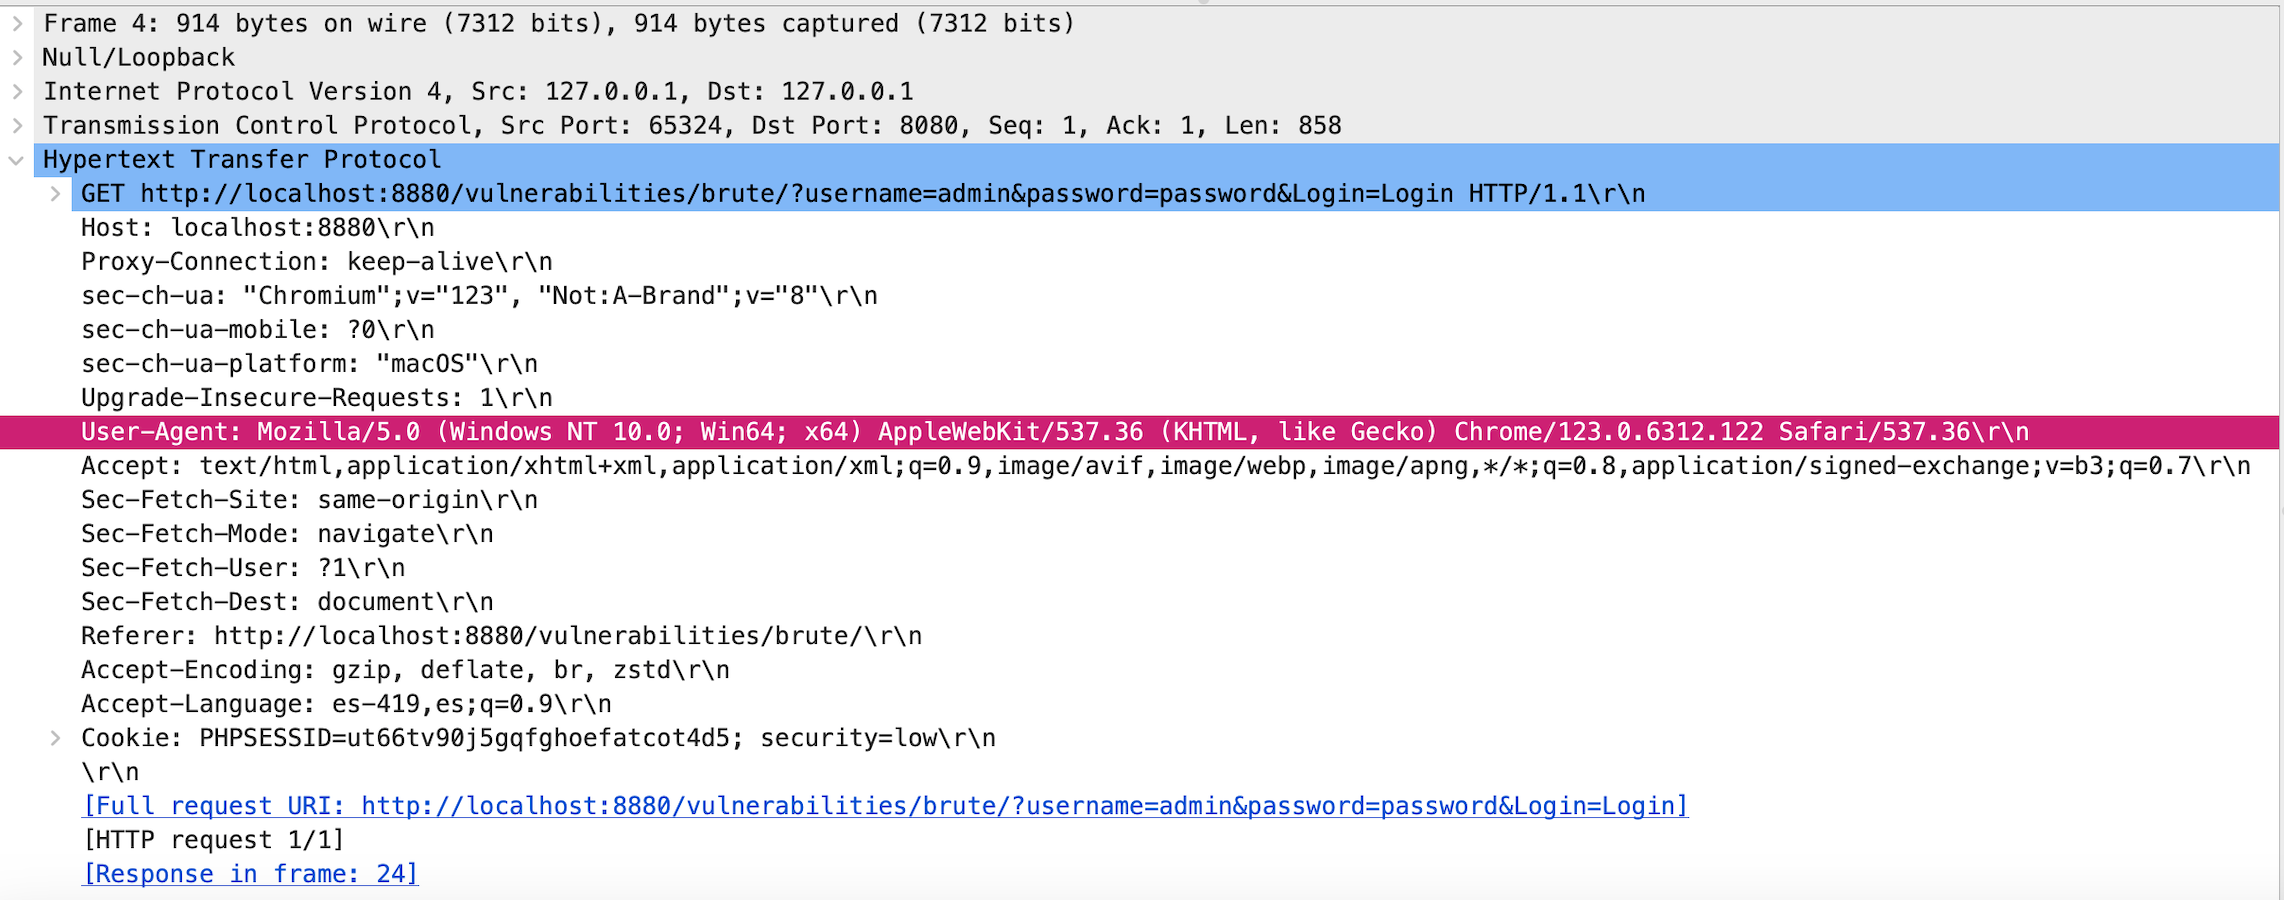 Frame 4: 914 bytes on wire (7312 bits), 914 bytes captured (7312 bits)
Null/Loopback
Internet Protocol Version 4, Src: 127.0.0.1, Dst: 127.0.0.1
Transmission Control Protocol, Src Port: 65324, Dst Port: 8080, Seq: 1, Ack: 1, Len: 858
Hypertext Transfer Protocol
GET http://localhost:8880/vulnerabilities/brute/?username=admin&password=password&Login=Login HTTP/1.1\r\n
Host: localhost:8880\r\n
Proxy-Connection: keep-alive\r\n
sec-ch-ua: "Chromium";v="123", "Not:A-Brand";v="8"\r\n
sec-ch-ua-mobile: ?0\r\n
sec-ch-ua-platform: "macOS"\r\n
Upgrade-Insecure-Requests: 1\r\n
User-Agent: Mozilla/5.0 (Windows NT 10.0; Win64; x64) AppleWebKit/537.36 (KHTML, like Gecko) Chrome/123.0.6312.122 Safari/537.36\r\n
Accept: text/html,application/xhtml+xml,application/xml;q=0.9,image/avif,image/webp,image/apng,*/*;q=0.8,application/signed-exchange;v=b3;q=0.7\r\n
Sec-Fetch-Site: same-origin\r\n
Sec-Fetch-Mode: navigate\r\n
Sec-Fetch-User: ?1\r\n
Sec-Fetch-Dest: document\r\n
Referer: http://localhost:8880/vulnerabilities/brute/\r\n
Accept-Encoding: gzip, deflate, br, zstd\r\n
Accept-Language: es-419,es;q=0.9\r\n
Cookie: PHPSESSID=ut66tv90j5gqfghoefatcot4d5; security=low\r\n
\r\n
[Full request URI: http://localhost:8880/vulnerabilities/brute/?username=admin&password=password&Login=Login]
[HTTP request 1/1]
[Response in frame: 24]